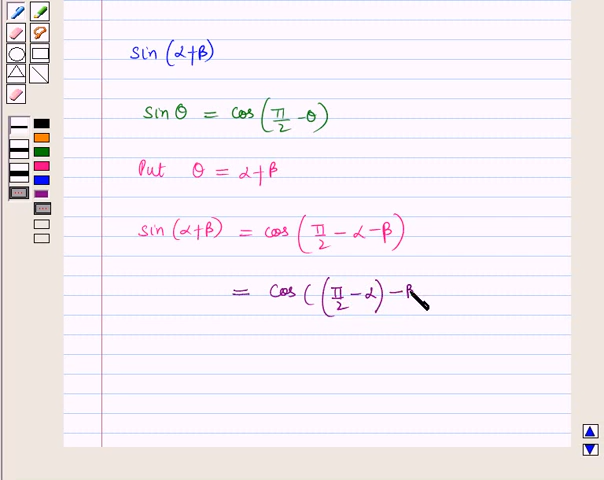 sin (α+β)
sin θ = cos (π/2 - θ)
Put θ = α+β
sin (α+β) = cos (π/2 - α - β)
= cos ( (π/2 - α) - β